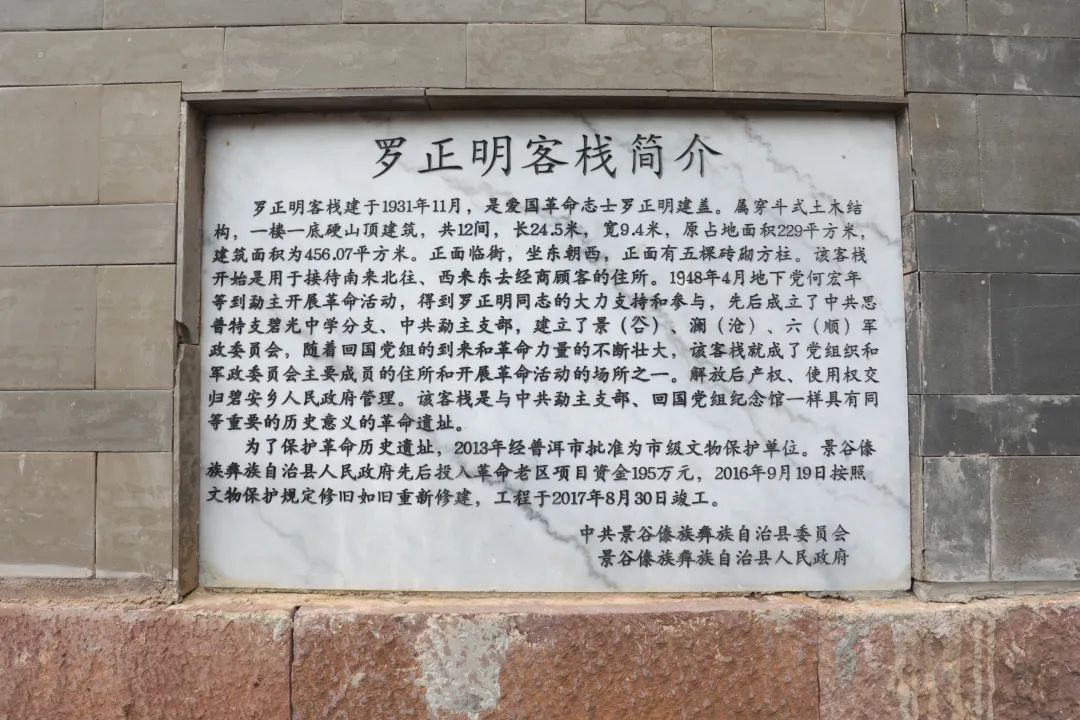 罗正明客栈简介
罗正明客栈建于1931年11月，是爱国革命志士罗正明建盖。属穿斗式土木结
构，一楼一底硬山顶建筑，共12间，长24.5米，宽9.4米，原占地面积229平方米，
建筑面积为456.07平方米。正面临街，坐东朝西，正面有五棵砖砌方柱。该客栈
开始是用于接待南来北往、西来东去经商顾客的住所。1948年4月地下党何宏年
等到勐主开展革命活动，得到罗正明同志的大力支持和参与，先后成立了中共思
普特支碧光中学分支、中共勐主支部，建立了景（谷）、澜（沧）、六（顺）军
政委员会，随着回国党组的到来和革命力量的不断壮大，该客栈就成了党组织和
军政委员会主要成员的住所和开展革命活动的场所之一。解放后产权、使用权交
归碧安乡人民政府管理。该客栈是与中共勐主支部、回国党组纪念馆一样具有同
等重要的历史意义的革命遗址。
为了保护革命历史遗址，2013年经普洱市批准为市级文物保护单位。景谷傣
族彝族自治县人民政府先后投入革命老区项目资金195万元，2016年9月19日按照
文物保护规定修旧如旧重新修建，工程于2017年8月30日竣工。
中共景谷傣族彝族自治县委员会
景谷傣族彝族自治县人民政府